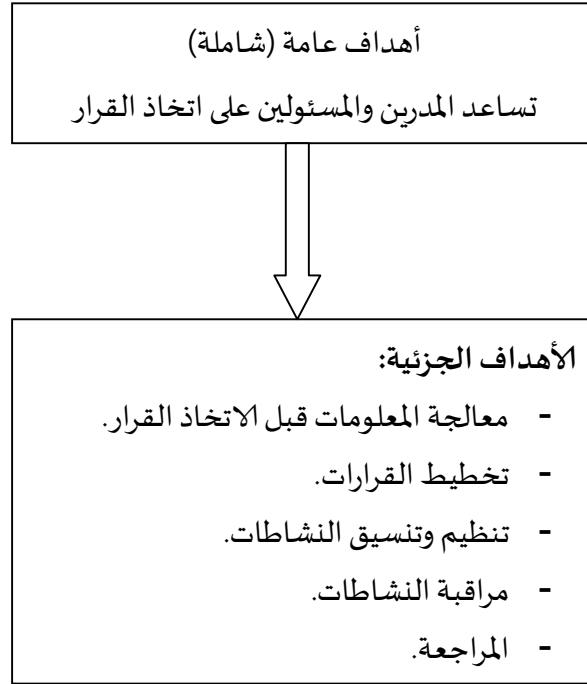 أهداف عامة (شاملة)
تساعد المدرين والمسئولين على اتخاذ القرار
الأهداف الجزئية:
- معالجة المعلومات قبل الاتخاذ القرار.
- تخطيط القرارات.
- تنظيم وتنسيق النشاطات.
- مراقبة النشاطات.
- المراجعة.